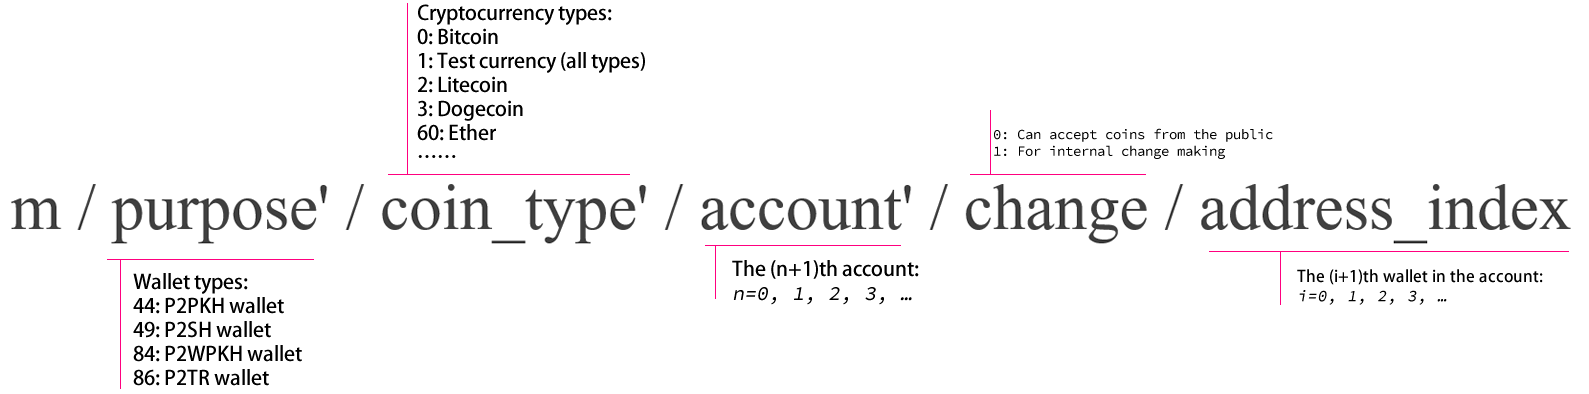 Cryptocurrency types:
0: Bitcoin
1: Test currency (all types)
2: Litecoin
3: Dogecoin
60: Ether
······
0: Can accept coins from the public
1: For internal change making
m / purpose' / coin_type' / account' / change / address_index
Wallet types:
44: P2PKH wallet
49: P2SH wallet
84: P2WPKH wallet
86: P2TR wallet
The (n+1)th account:
n=0, 1, 2, 3, …
The (i+1)th wallet in the account:
i=0, 1, 2, 3, …